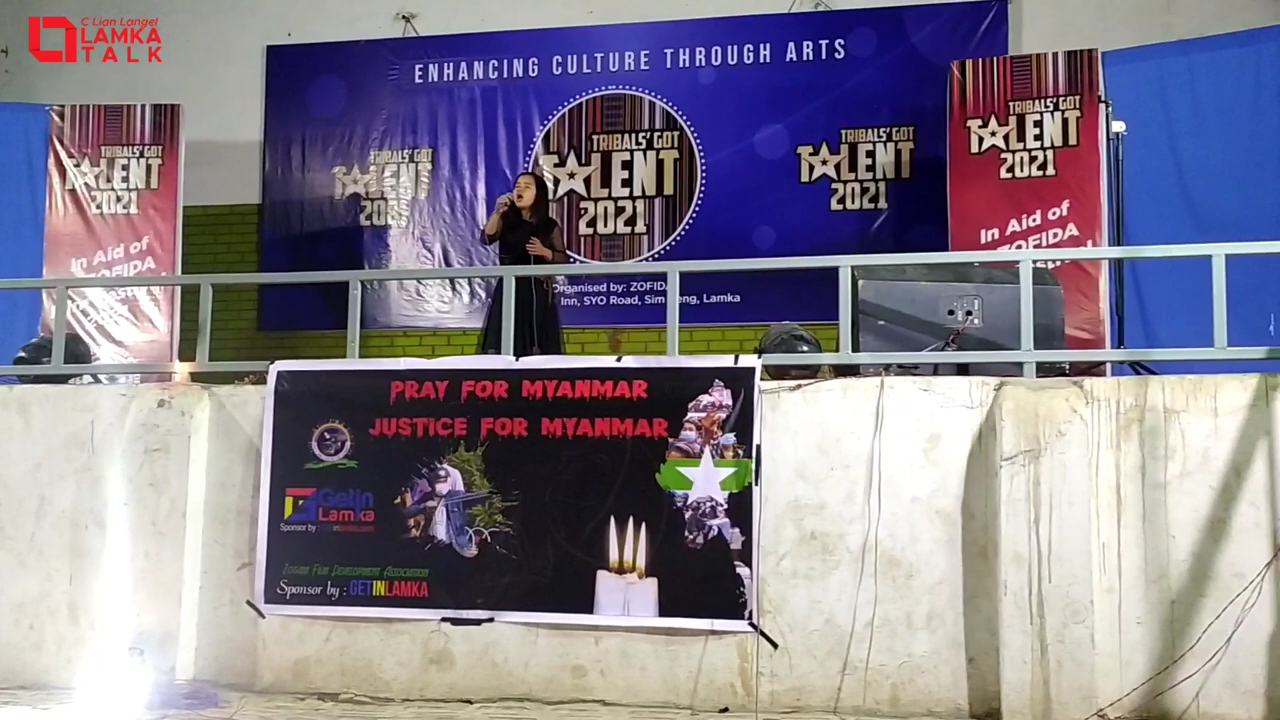 C Lian Langel
LAMKA
TALK
ENHANCING CULTURE THROUGH ARTS
TRIBALS' GOT
TALENT
2021
In Aid of
ZOFIDA
TRIBALS' GOT
TALENT
2021
TRIBALS' GOT
TALENT
2021
TRIBALS' GOT
TALENT
2021
TRIBALS' GOT
TALENT
2021
In Aid of
ZOFIDA
Organised by: ZOFIDA
Inn, SYO Road, Lamka
PRAY FOR MYANMAR
JUSTICE FOR MYANMAR
GetIn
Lamka
Sponsor by :
ZOGAM FILM DEVELOPMENT ASSOCIATION
Sponsor by : GETINLAMKA